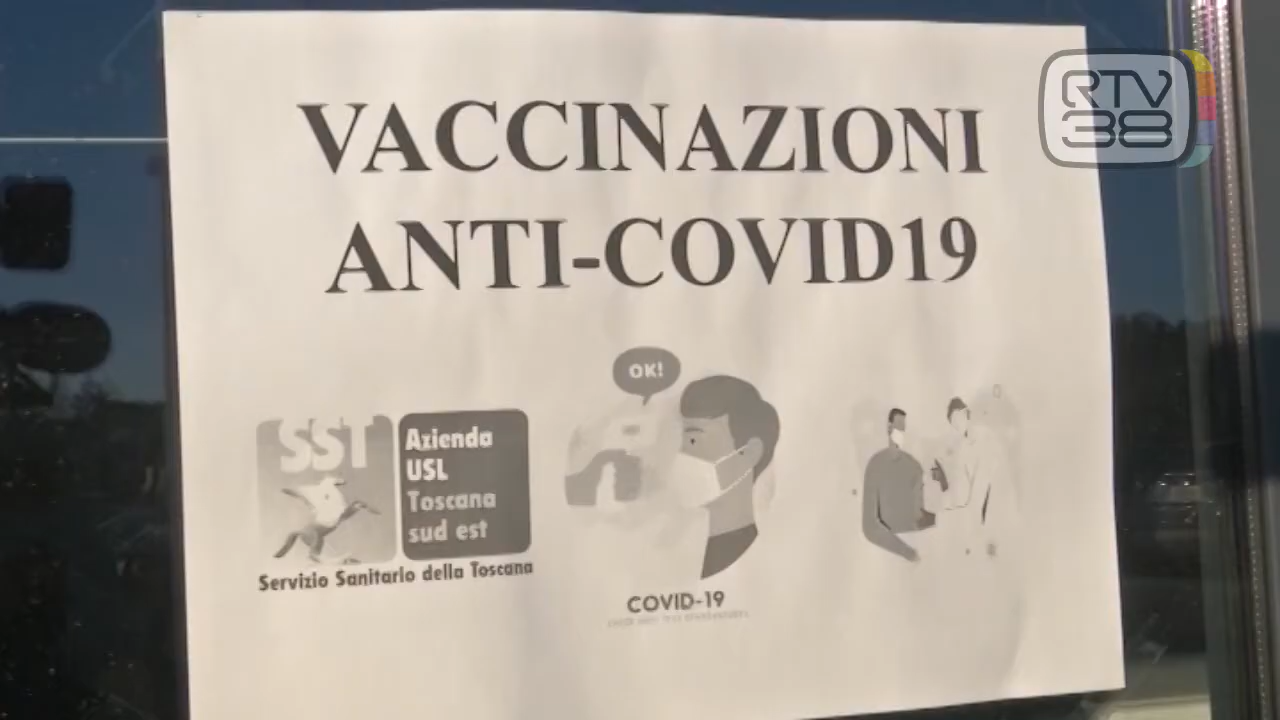 VACCINAZIONI
ANTI-COVID19
RTV
38
OK!
SST
Azienda
USL
Toscana
sud est
Servizio Sanitario della Toscana
COVID-19